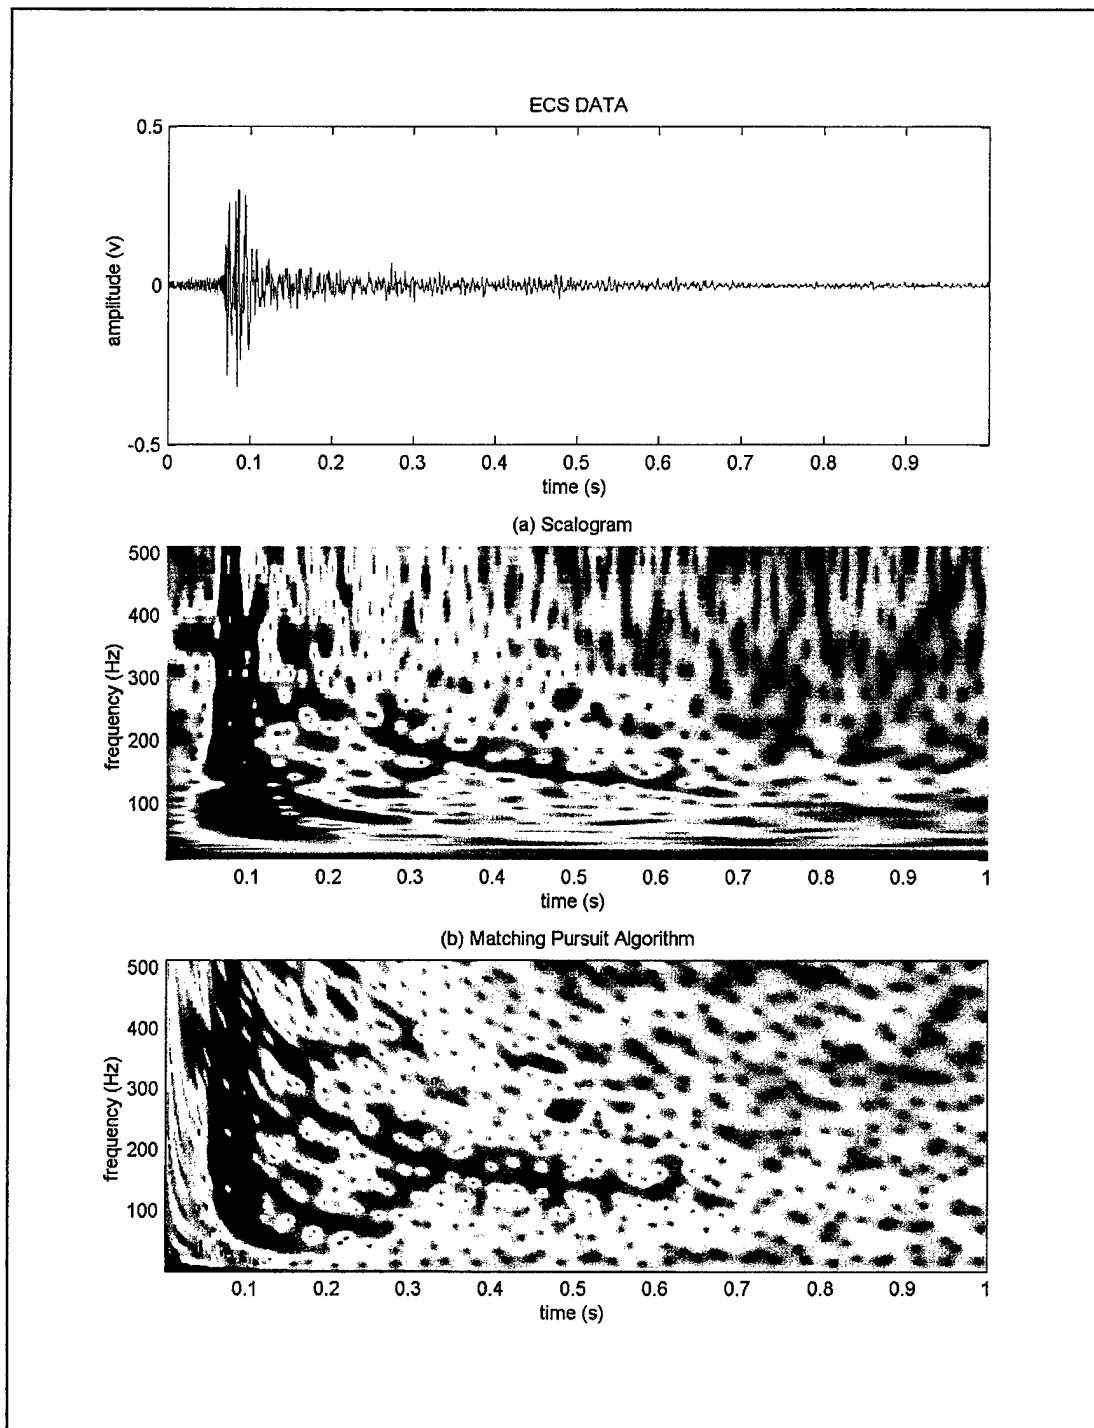 ECS DATA
0.5
0
-0.5
amplitude (v)
0 0.1 0.2 0.3 0.4 0.5 0.6 0.7 0.8 0.9
time (s)
(a) Scalogram
500
400
300
200
100
frequency (Hz)
0.1 0.2 0.3 0.4 0.5 0.6 0.7 0.8 0.9 1
time (s)
(b) Matching Pursuit Algorithm
500
400
300
200
100
frequency (Hz)
0.1 0.2 0.3 0.4 0.5 0.6 0.7 0.8 0.9 1
time (s)